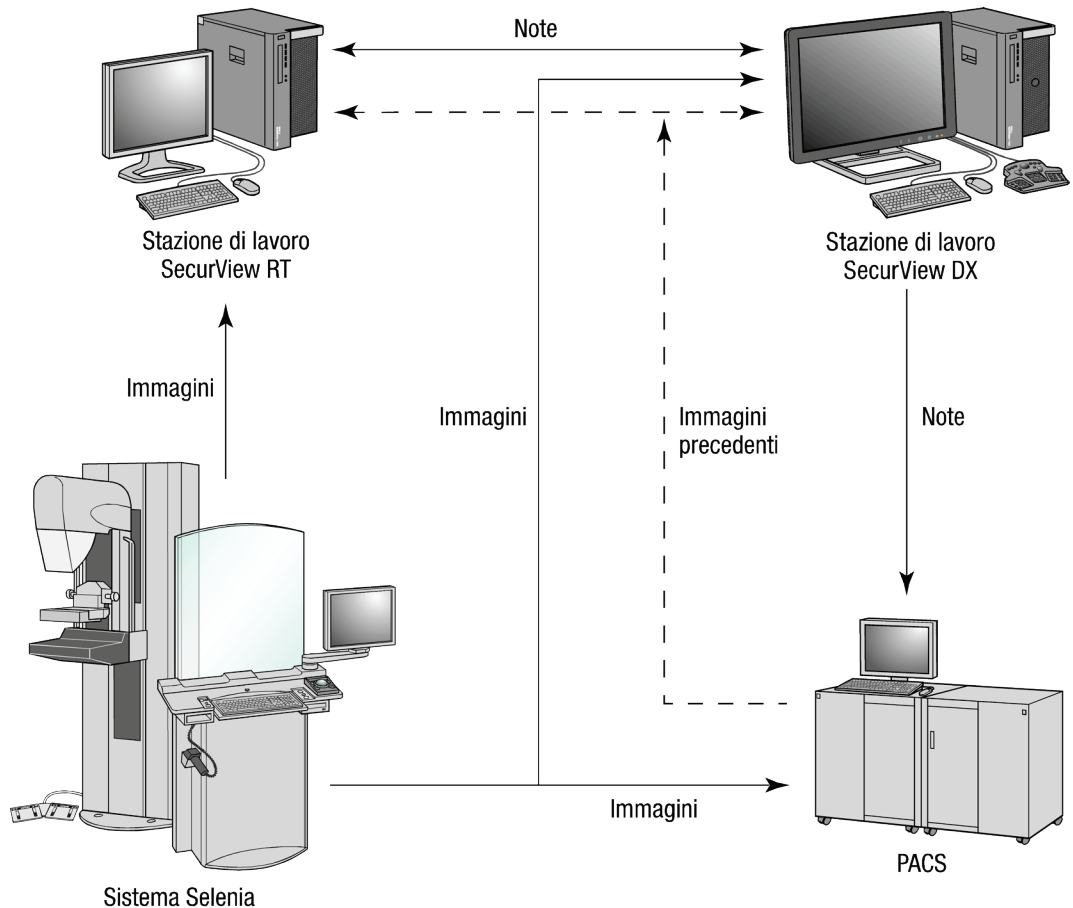 Note
Stazione di lavoro
SecurView RT
Stazione di lavoro
SecurView DX
Immagini
Immagini
Immagini
precedenti
Note
Immagini
PACS
Sistema Selenia